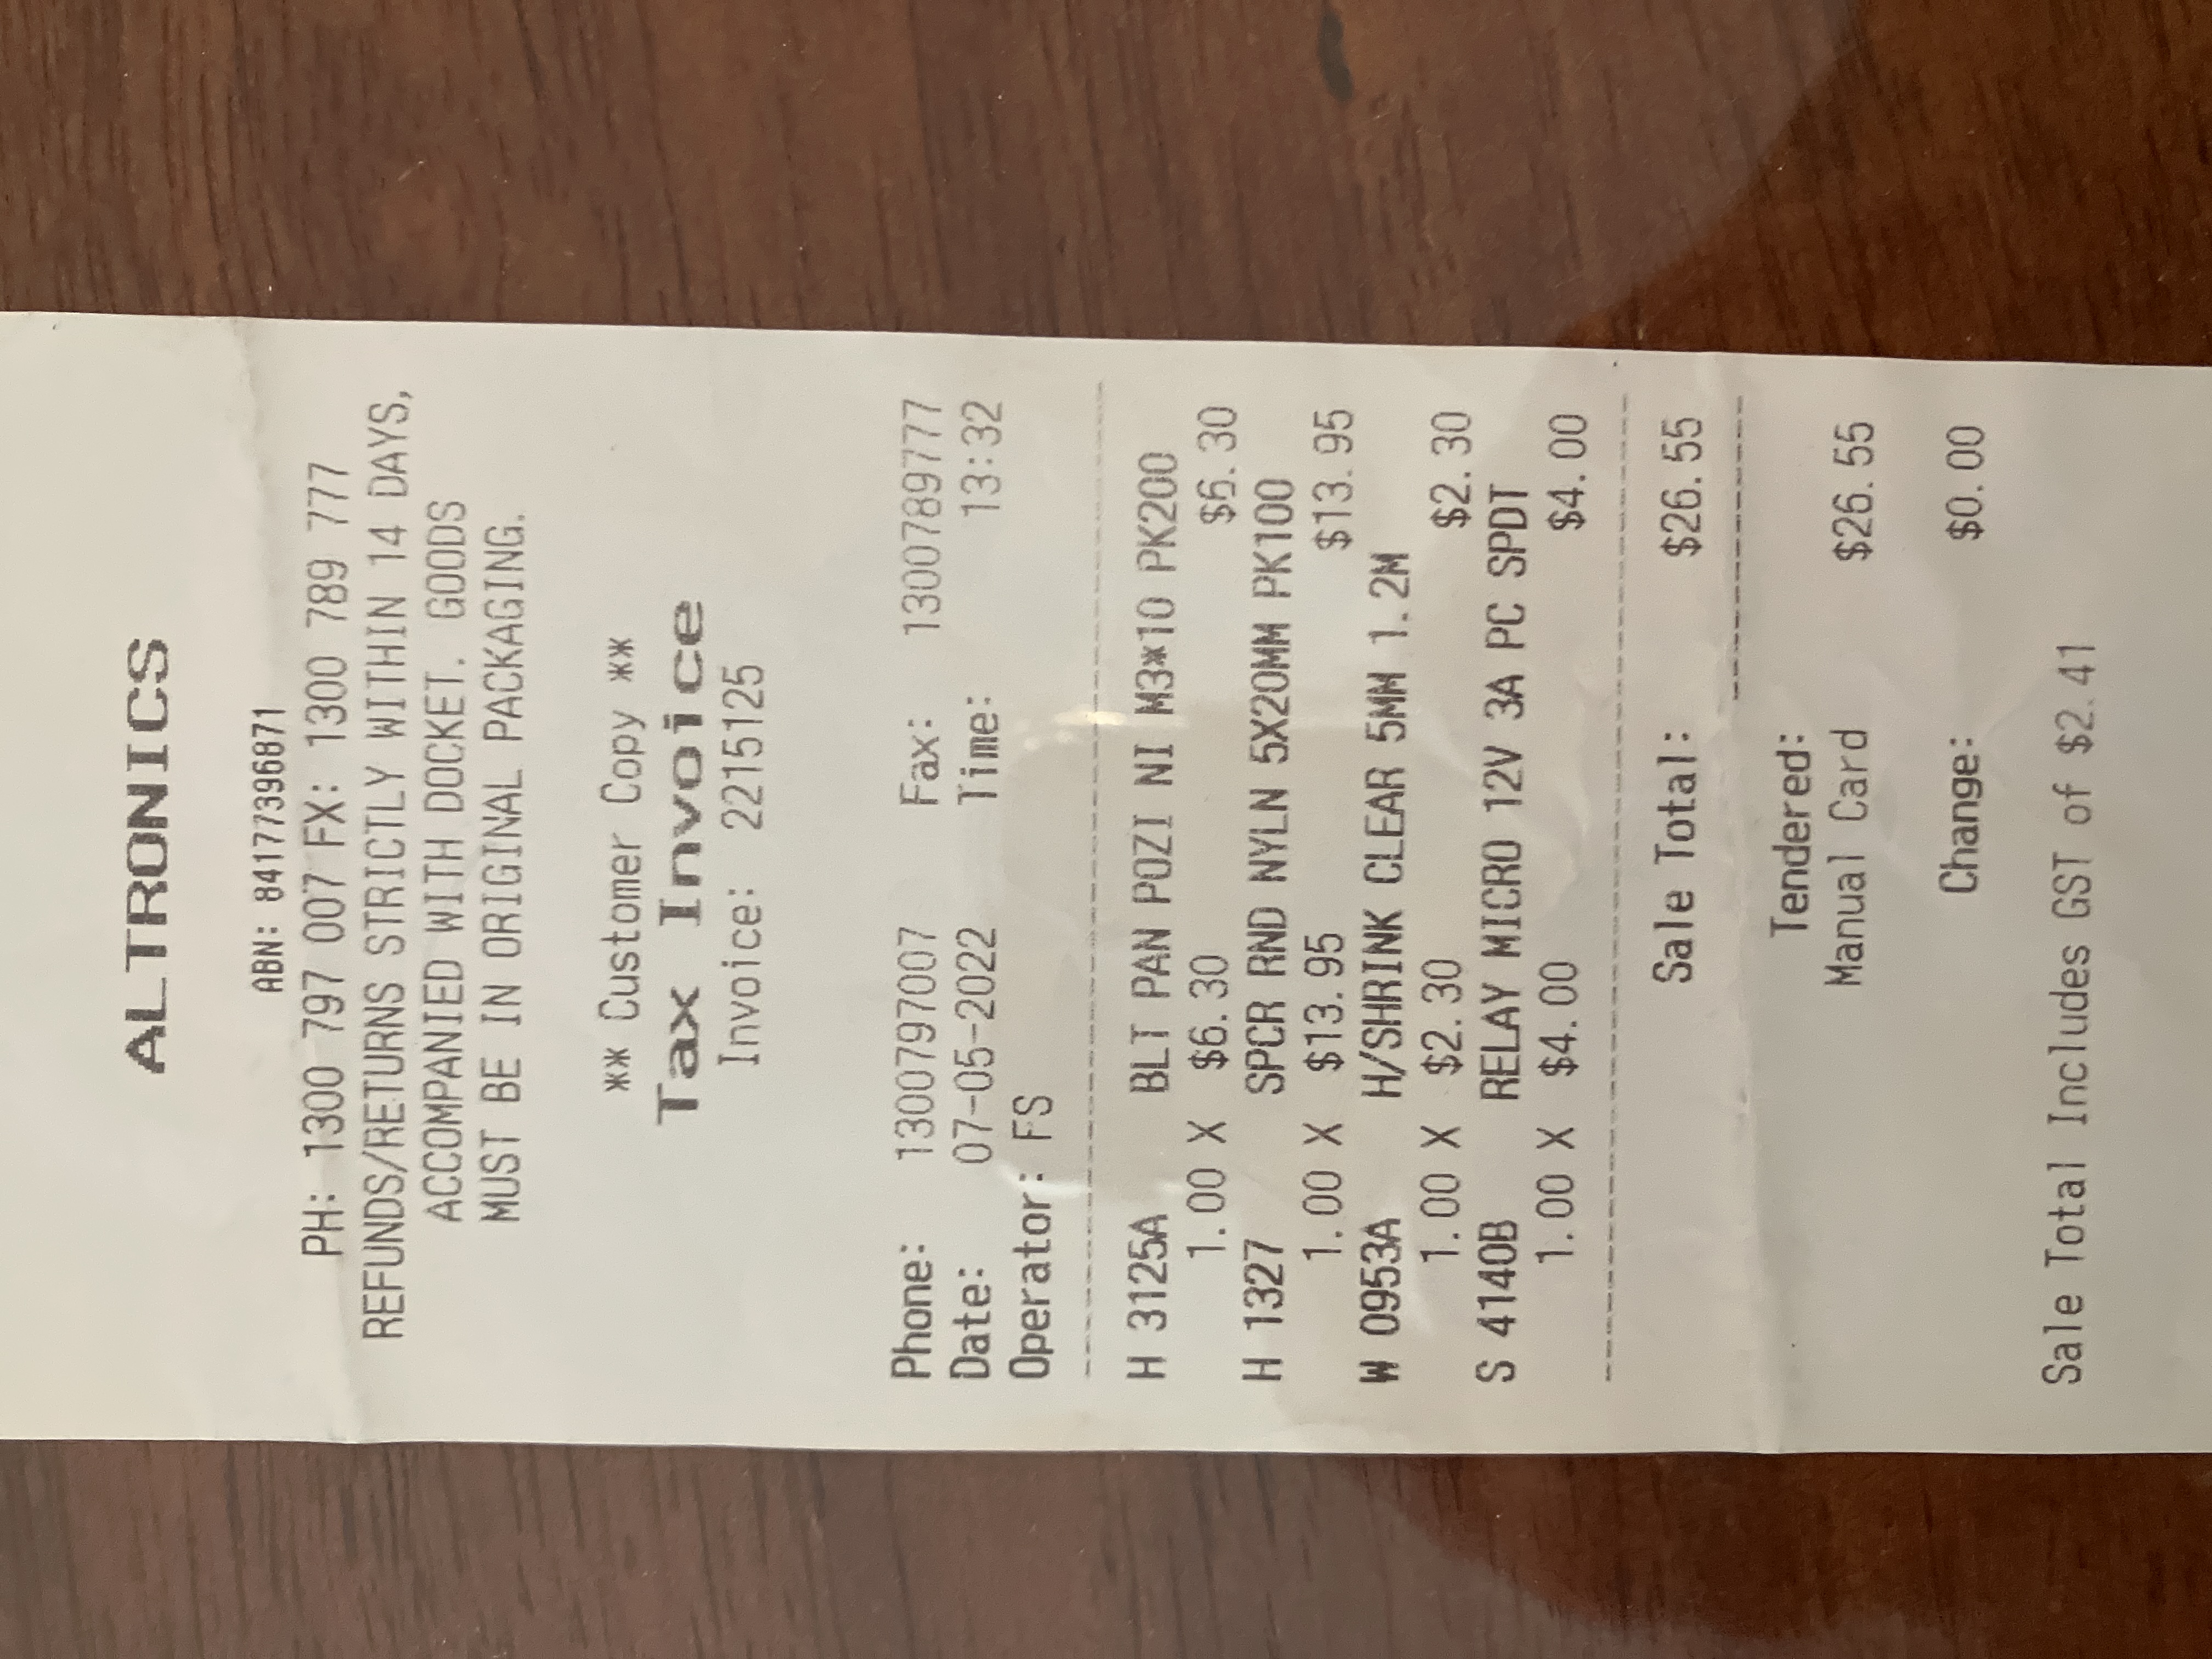 ALTRONICS
ABN: 84177396871
PH: 1300 797 007 FX: 1300 789 777
REFUNDS/RETURNS STRICTLY WITHIN 14 DAYS,
ACCOMPANIED WITH DOCKET. GOODS
MUST BE IN ORIGINAL PACKAGING.
** Customer Copy **
Tax Invoice
Invoice: 2215125
Phone: 1300797007 Fax: 1300789777
Date: 07-05-2022 Time: 13:32
Operator: FS
H 3125A BLT PAN POZI NI M3*10 PK200
1.00 X $6.30 $6.30
H 1327 SPCR RND NYLN 5X20MM PK100
1.00 X $13.95 $13.95
W 0953A H/SHRINK CLEAR 5MM 1.2M
1.00 X $2.30 $2.30
S 4140B RELAY MICRO 12V 3A PC SPDT
1.00 X $4.00 $4.00
Sale Total: $26.55
Tendered:
Manual Card $26.55
Change: $0.00
Sale Total Includes GST of $2.41